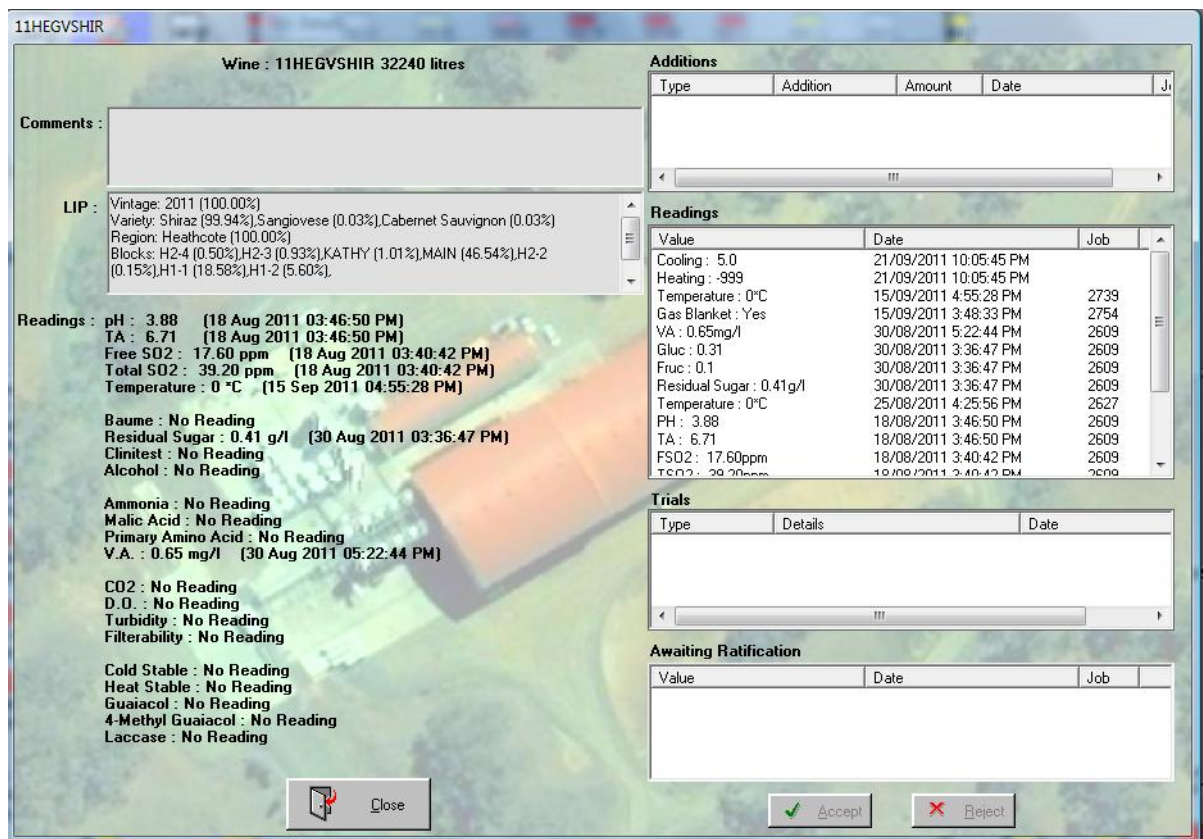 11HEGVSHIR
Wine : 11HEGVSHIR 32240 litres
Comments :
LIP :
Vintage: 2011 (100.00%)
Variety: Shiraz (99.94%),Sangiovese (0.03%),Cabernet Sauvignon (0.03%)
Region: Heathcote (100.00%)
Blocks: H2-4 (0.50%),H2-3 (0.93%),KATHY (1.01%),MAIN (46.54%),H2-2
(0.15%),H1-1 (18.58%),H1-2 (5.60%),
Readings : pH : 3.88 (18 Aug 2011 03:46:50 PM)
TA : 6.71 (18 Aug 2011 03:46:50 PM)
Free SO2 : 17.60 ppm (18 Aug 2011 03:40:42 PM)
Total SO2 : 39.20 ppm (18 Aug 2011 03:40:42 PM)
Temperature : 0 °C (15 Sep 2011 04:55:28 PM)
Baume : No Reading
Residual Sugar : 0.41 g/l (30 Aug 2011 03:36:47 PM)
Clinitest : No Reading
Alcohol : No Reading
Ammonia : No Reading
Malic Acid : No Reading
Primary Amino Acid : No Reading
V.A. : 0.65 mg/l (30 Aug 2011 05:22:44 PM)
CO2 : No Reading
D.O. : No Reading
Turbidity : No Reading
Filterability : No Reading
Cold Stable : No Reading
Heat Stable : No Reading
Guaiacol : No Reading
4-Methyl Guaiacol : No Reading
Laccase : No Reading
Close
Additions
Type Addition Amount Date
Readings
Value Date Job
Cooling : 5.0 21/09/2011 10:05:45 PM
Heating : -999 21/09/2011 10:05:45 PM
Temperature : 0°C 15/09/2011 4:55:28 PM 2739
Gas Blanket : Yes 15/09/2011 3:48:33 PM 2754
VA : 0.65mg/l 30/08/2011 5:22:44 PM 2609
Gluc : 0.31 30/08/2011 3:36:47 PM 2609
Fruc : 0.1 30/08/2011 3:36:47 PM 2609
Residual Sugar : 0.41g/l 30/08/2011 3:36:47 PM 2609
Temperature : 0°C 25/08/2011 4:25:56 PM 2627
PH : 3.88 18/08/2011 3:46:50 PM 2609
TA : 6.71 18/08/2011 3:46:50 PM 2609
FSO2 : 17.60ppm 18/08/2011 3:40:42 PM 2609
TSO2 : 39.20ppm 18/08/2011 3:40:42 PM 2609
Trials
Type Details Date
Awaiting Ratification
Value Date Job
Accept
Reject